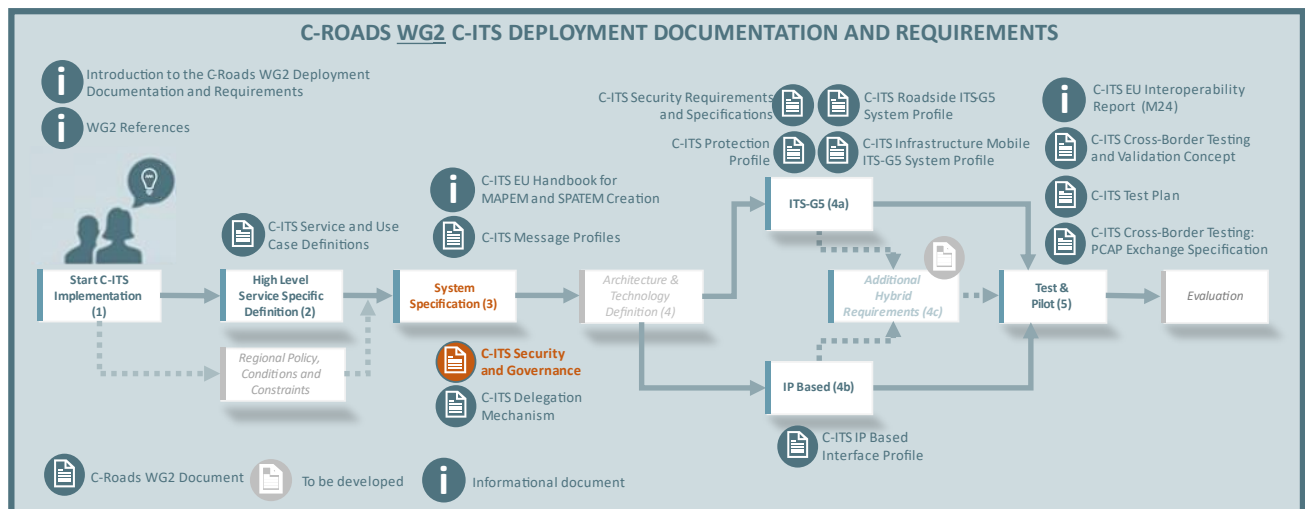 C-ROADS WG2 C-ITS DEPLOYMENT DOCUMENTATION AND REQUIREMENTS
Introduction to the C-Roads WG2 Deployment
Documentation and Requirements
WG2 References
C-ITS Security Requirements
and Specifications
C-ITS Roadside ITS-G5
System Profile
C-ITS Protection
Profile
C-ITS Infrastructure Mobile
ITS-G5 System Profile
C-ITS EU Interoperability
Report (M24)
C-ITS Cross-Border Testing
and Validation Concept
C-ITS Test Plan
C-ITS Cross-Border Testing:
PCAP Exchange Specification
C-ITS EU Handbook for
MAPEM and SPATEM Creation
C-ITS Message Profiles
C-ITS Service and Use
Case Definitions
ITS-G5 (4a)
Start C-ITS
Implementation
(1)
High Level
Service Specific
Definition (2)
System
Specification (3)
Architecture &
Technology
Definition (4)
Additional
Hybrid
Requirements (4c)
Test &
Pilot (5)
Evaluation
Regional Policy,
Conditions and
Constraints
C-ITS Security
and Governance
C-ITS Delegation
Mechanism
IP Based (4b)
C-ITS IP Based
Interface Profile
C-Roads WG2 Document
To be developed
Informational document